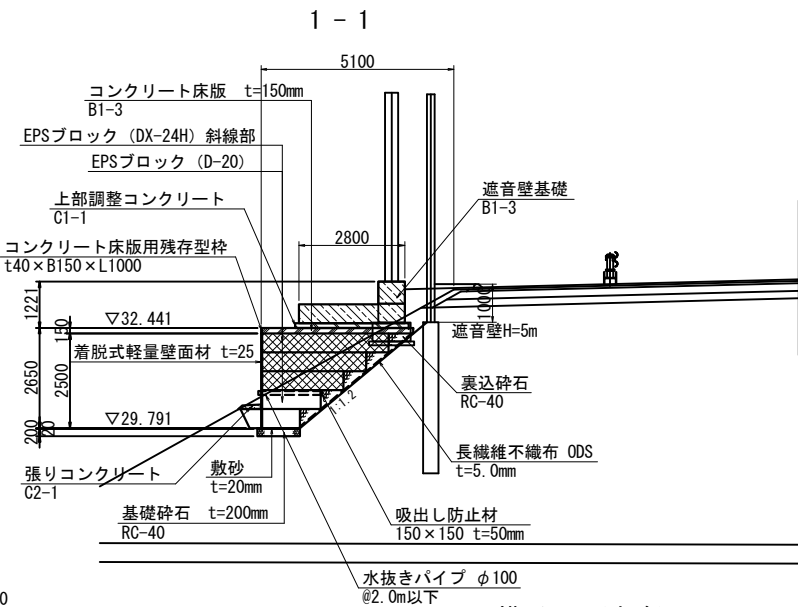 1 - 1
5100
コンクリート床版 t=150mm
B1-3
EPSブロック (DX-24H) 斜線部
EPSブロック (D-20)
上部調整コンクリート
C1-1
遮音壁基礎
B1-3
2800
コンクリート床版用残存型枠
t40×B150×L1000
1221
1000
▽32.441
150
遮音壁H=5m
着脱式軽量壁面材 t=25
2650
2500
裏込砕石
RC-40
1:1.2
▽29.791
200
20
長繊維不織布 ODS
t=5.0mm
張りコンクリート
C2-1
敷砂
t=20mm
基礎砕石 t=200mm
RC-40
吸出し防止材
150×150 t=50mm
水抜きパイプ φ100
@2.0m以下